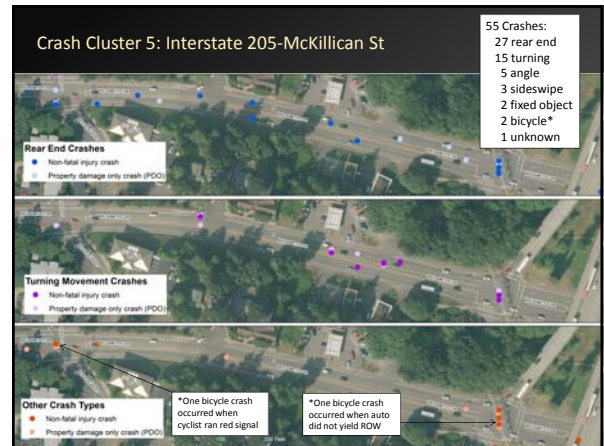 Crash Cluster 5: Interstate 205-McKillican St
55 Crashes:
27 rear end
15 turning
5 angle
3 sideswipe
2 fixed object
2 bicycle*
1 unknown
Rear End Crashes
Non-fatal injury crash
Property damage only crash (PDO)
Turning Movement Crashes
Non-fatal injury crash
Property damage only crash (PDO)
Other Crash Types
Non-fatal injury crash
Property damage only crash (PDO)
*One bicycle crash
occurred when
cyclist ran red signal
*One bicycle crash
occurred when auto
did not yield ROW